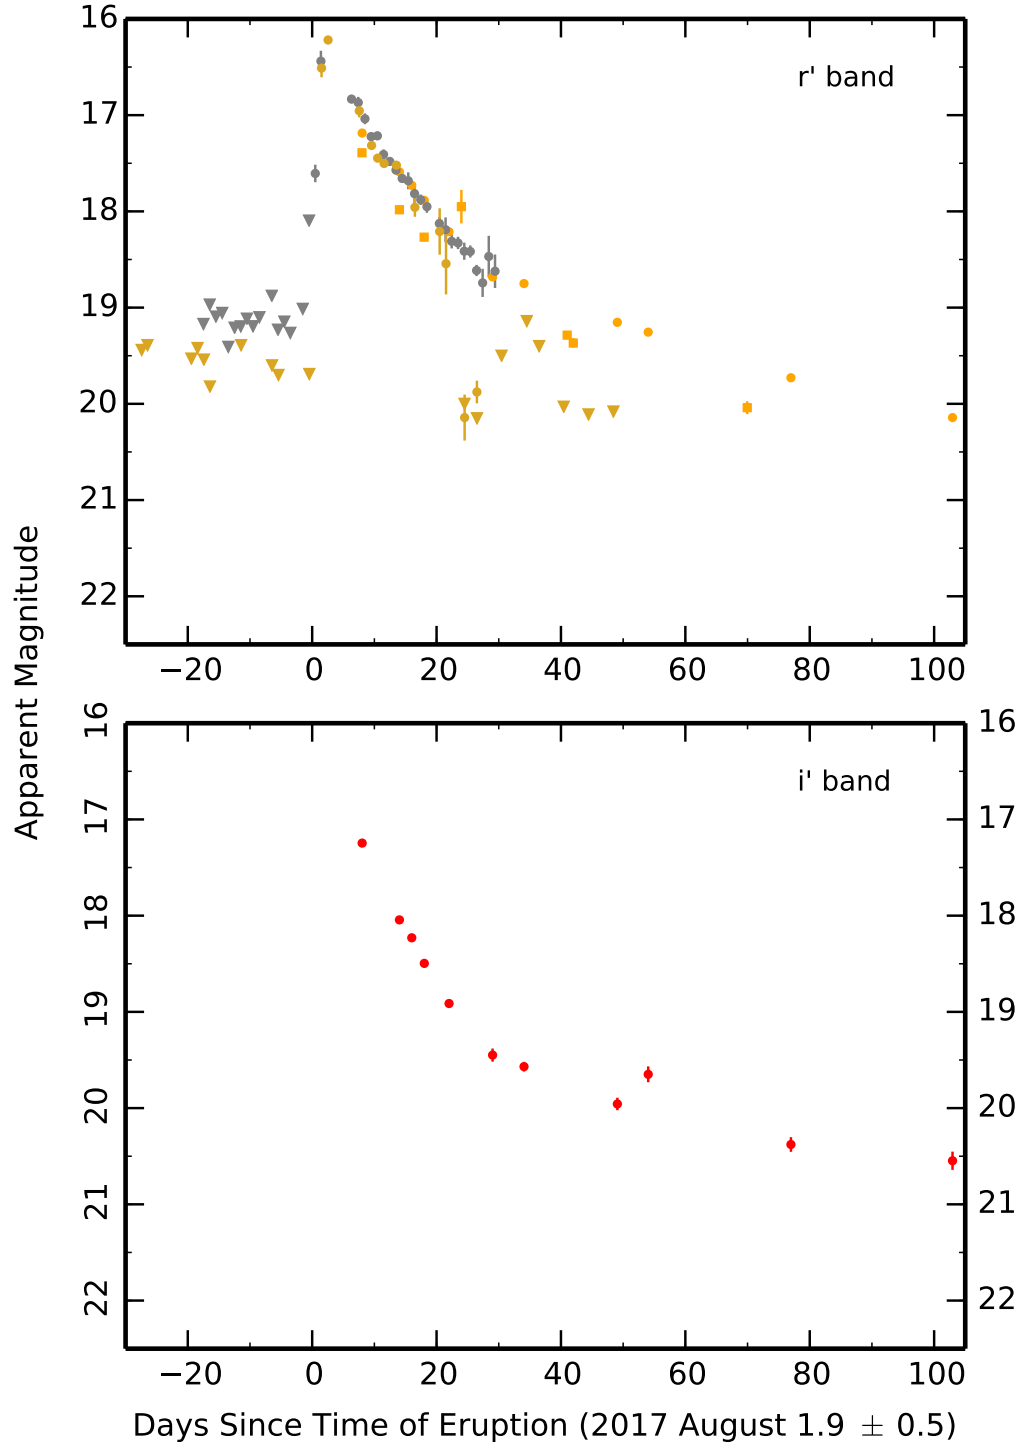 16
17
18
19
20
21
22
r' band
−20 0 20 40 60 80 100
Apparent Magnitude
16 16
17 17
18 18
19 19
20 20
21 21
22 22
i' band
−20 0 20 40 60 80 100
Days Since Time of Eruption (2017 August 1.9 ± 0.5)